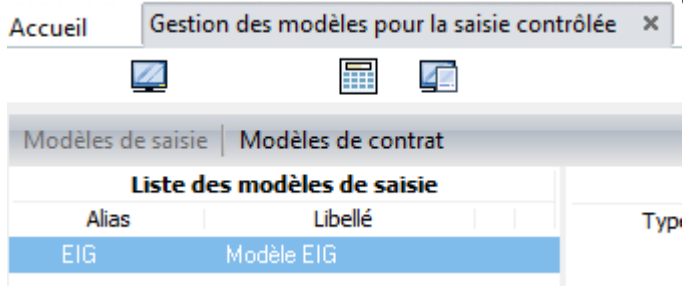 Accueil Gestion des modèles pour la saisie contrôlée ×
Modèles de saisie | Modèles de contrat
Liste des modèles de saisie
Alias Libellé
EIG Modèle EIG